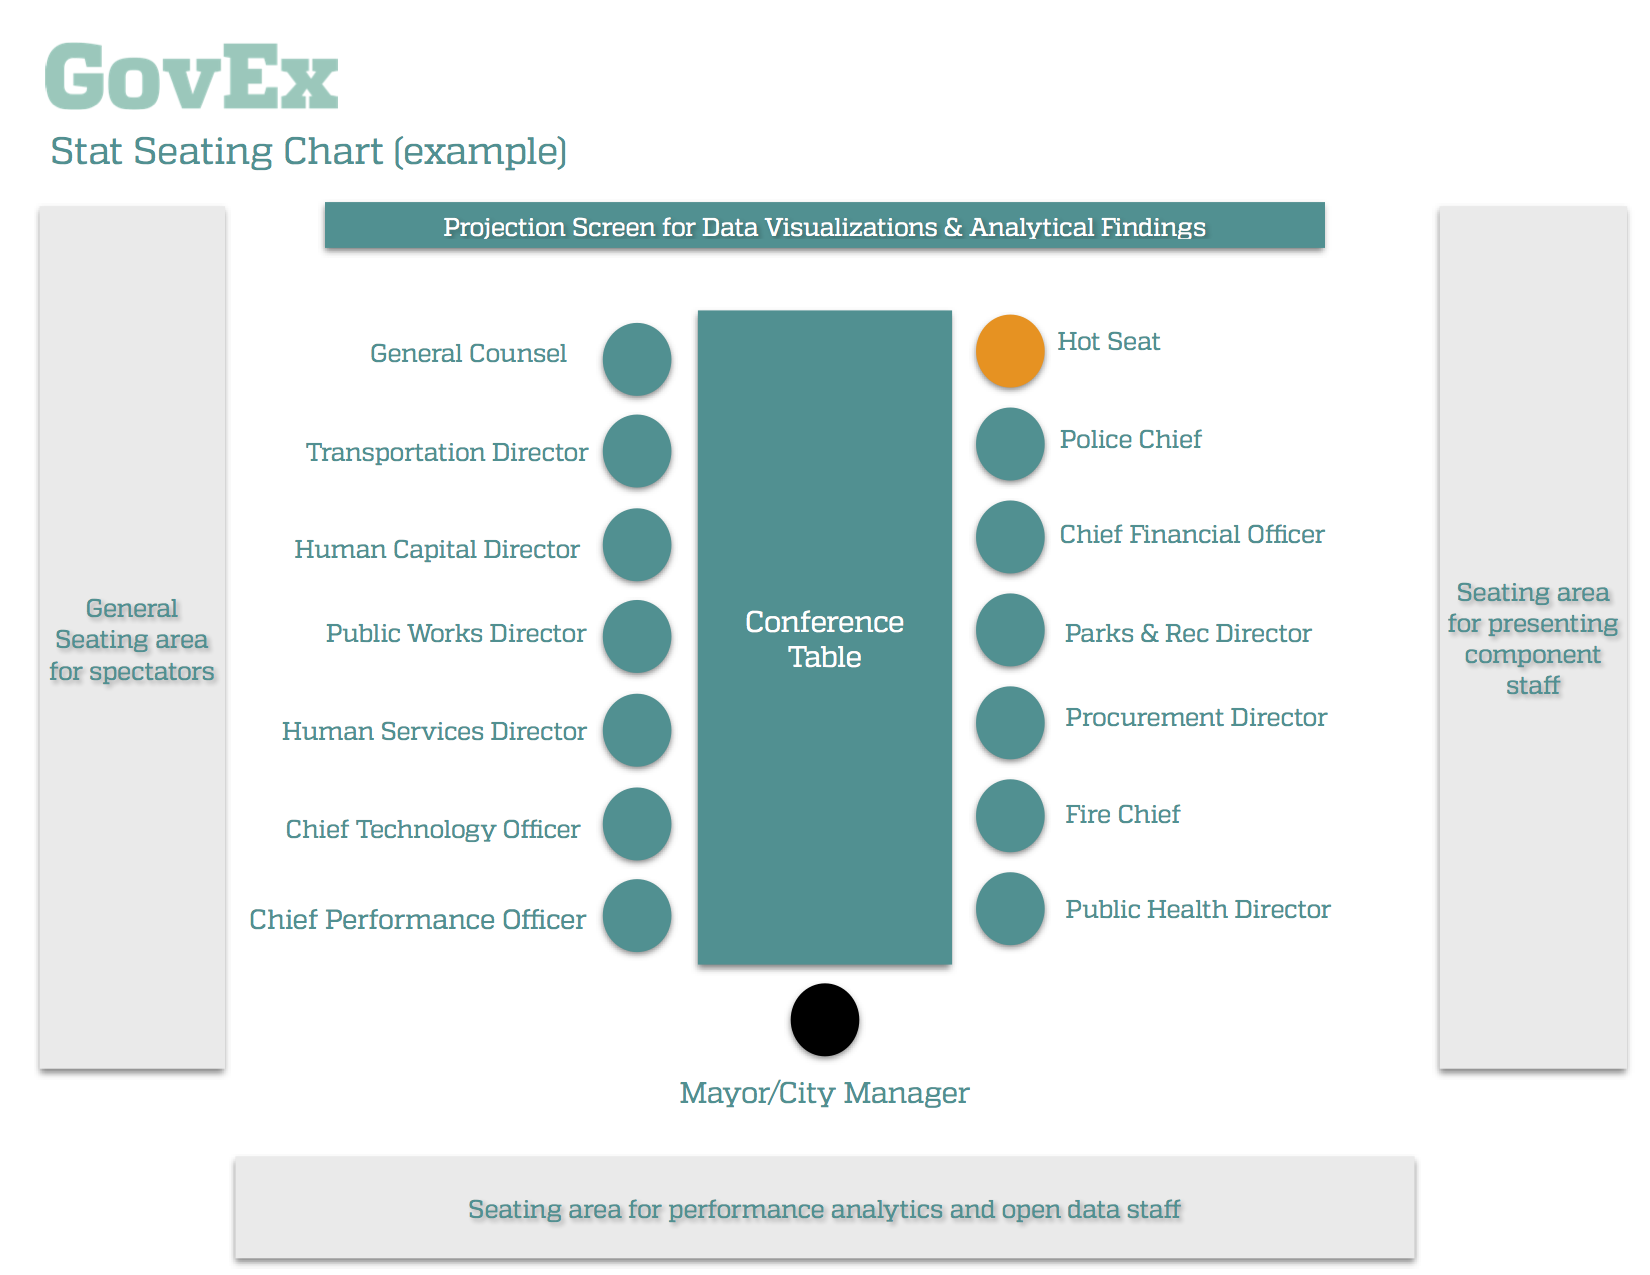 GovEx
Stat Seating Chart (example)
Projection Screen for Data Visualizations & Analytical Findings
General Counsel
Transportation Director
Human Capital Director
Public Works Director
Human Services Director
Chief Technology Officer
Chief Performance Officer
Hot Seat
Police Chief
Chief Financial Officer
Parks & Rec Director
Procurement Director
Fire Chief
Public Health Director
Conference
Table
General
Seating area
for spectators
Seating area
for presenting
component
staff
Mayor/City Manager
Seating area for performance analytics and open data staff